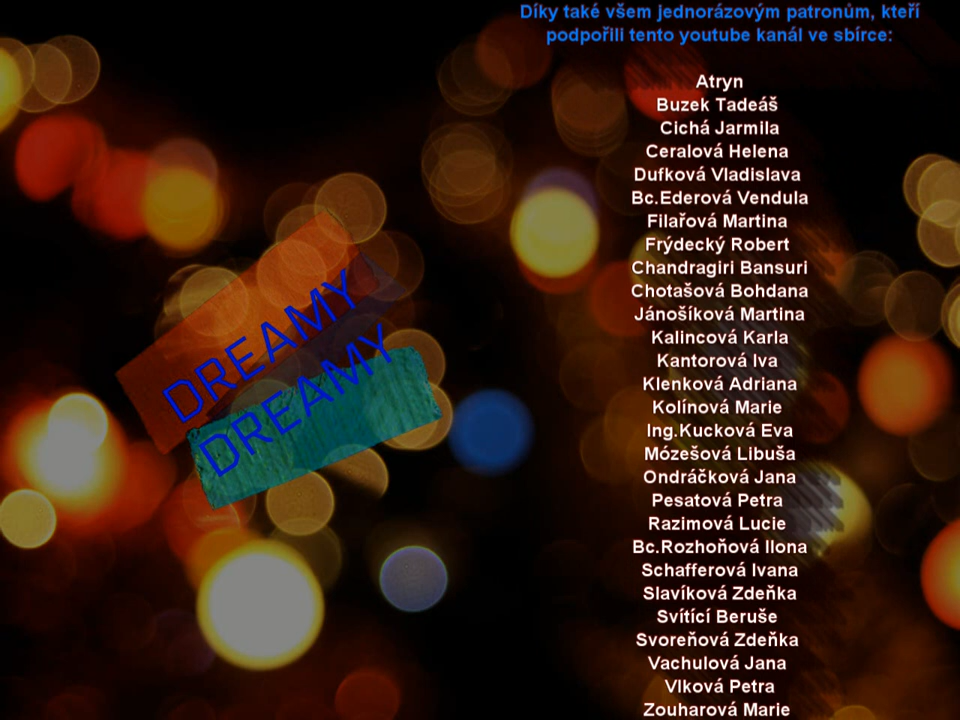 Díky také všem jednorázovým patronům, kteří
podpořili tento youtube kanál ve sbírce:
Atryn
Buzek Tadeáš
Cichá Jarmila
Ceralová Helena
Dufková Vladislava
Bc.Ederová Vendula
Filařová Martina
Frýdecký Robert
Chandragiri Bansuri
Chotašová Bohdana
Jánošíková Martina
Kalincová Karla
Kantorová Iva
Klenková Adriana
Kolínová Marie
Ing.Kucková Eva
Mózešová Libuša
Ondráčková Jana
Pesatová Petra
Razimová Lucie
Bc.Rozhoňová Ilona
Schafferová Ivana
Slavíková Zdeňka
Svítící Beruše
Svoreňová Zdeňka
Vachulová Jana
Vlková Petra
Zouharová Marie
DREAMY
DREAMY